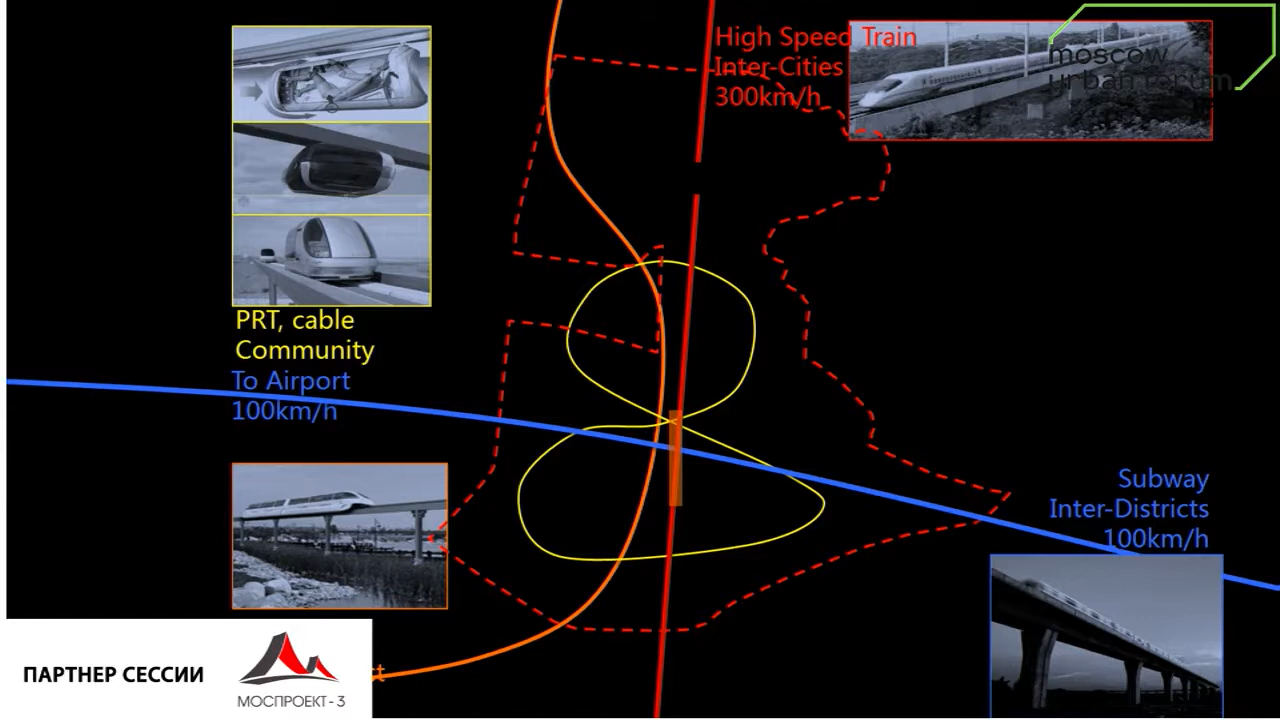 High Speed Train
Inter-Cities
300km/h
moscow
urban forum
PRT, cable
Community
To Airport
100km/h
Subway
Inter-Districts
100km/h
ПАРТНЕР СЕССИИ
МОСПРОЕКТ-3